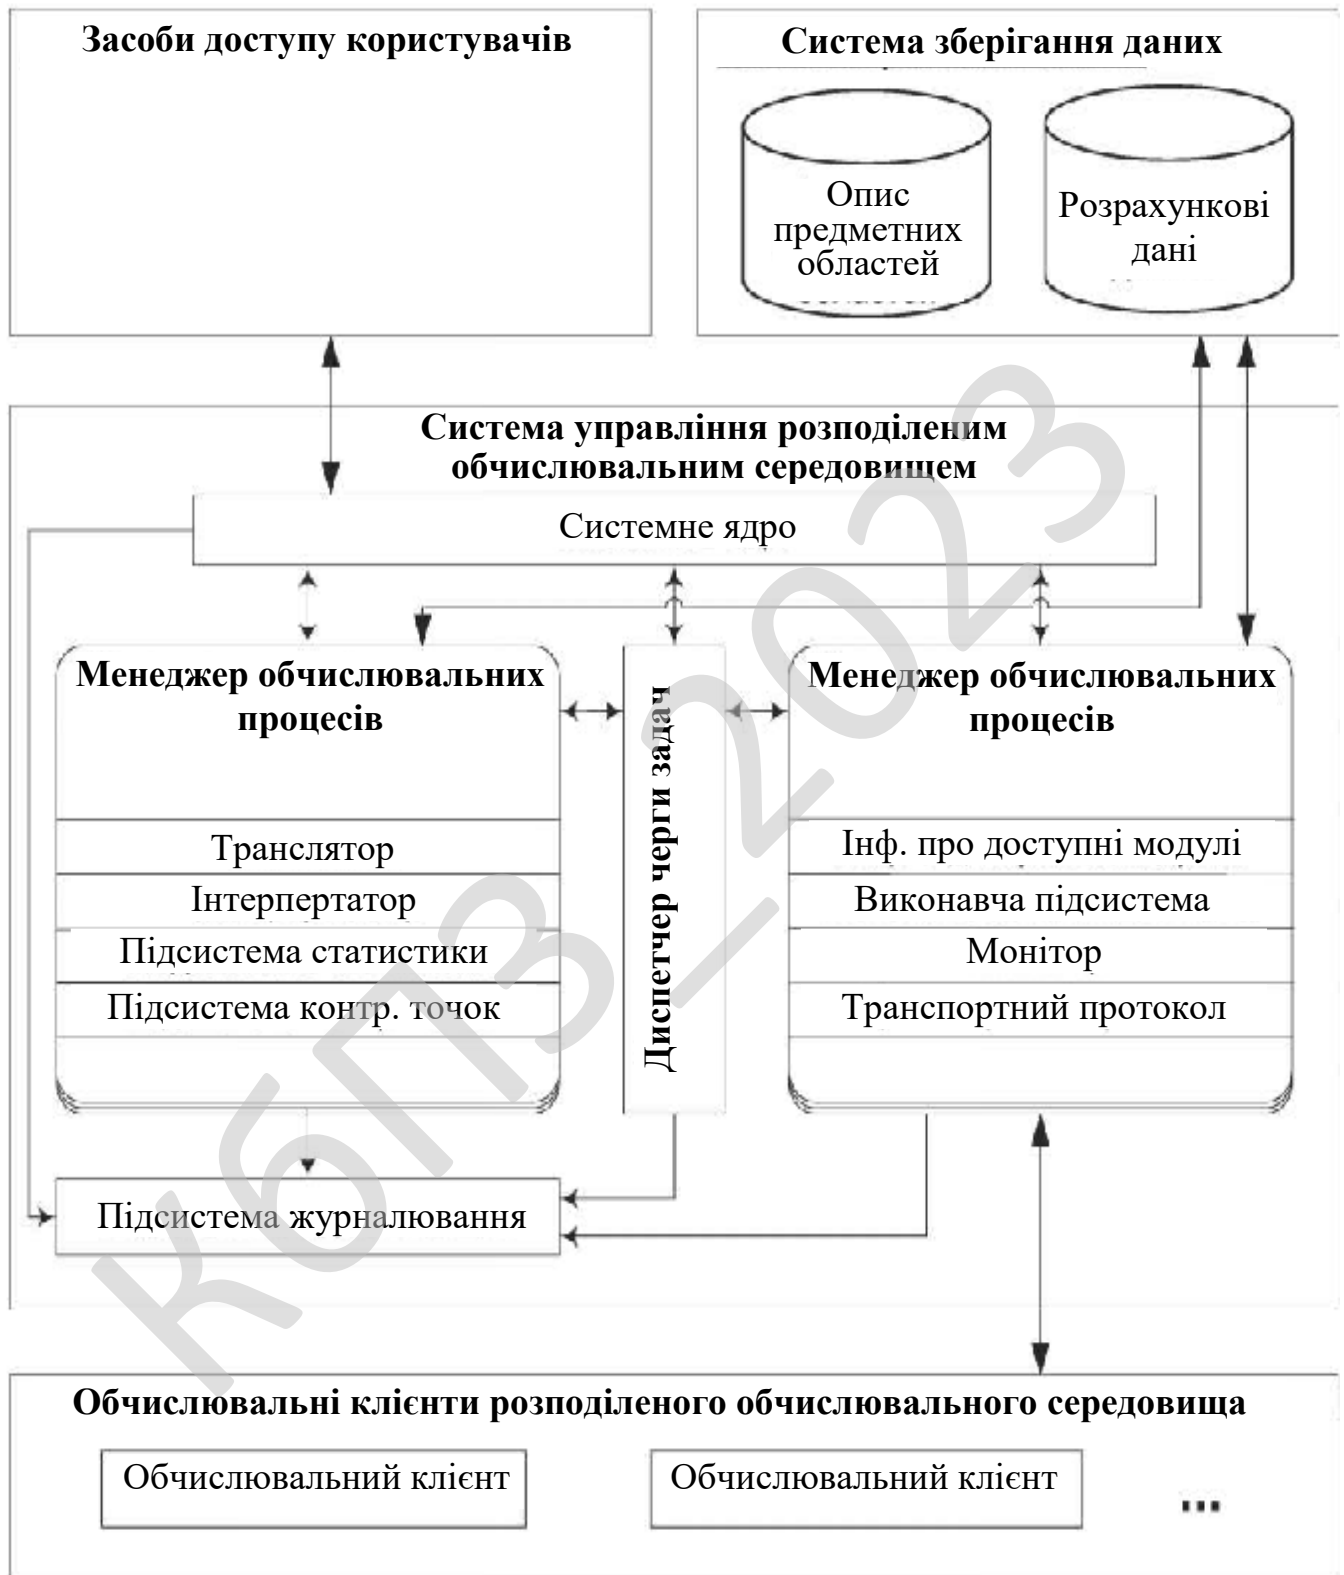 Засоби доступу користувачів
Система зберігання даних
Опис
предметних
областей
Розрахункові
дані
Система управління розподіленим
обчислювальним середовищем
Системне ядро
Менеджер обчислювальних
процесів
Транслятор
Інтерпертатор
Підсистема статистики
Підсистема контр. точок
Диспетчер черги задач
Менеджер обчислювальних
процесів
Інф. про доступні модулі
Виконавча підсистема
Монітор
Транспортний протокол
Підсистема журналювання
Обчислювальні клієнти розподіленого обчислювального середовища
Обчислювальний клієнт
Обчислювальний клієнт
...
КбПЗ_2023